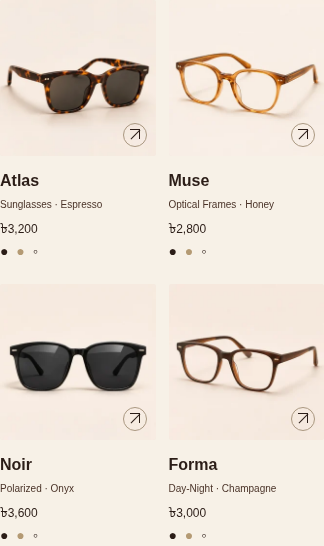 Atlas
Sunglasses · Espresso
৳3,200
Muse
Optical Frames · Honey
৳2,800
Noir
Polarized · Onyx
৳3,600
Forma
Day-Night · Champagne
৳3,000